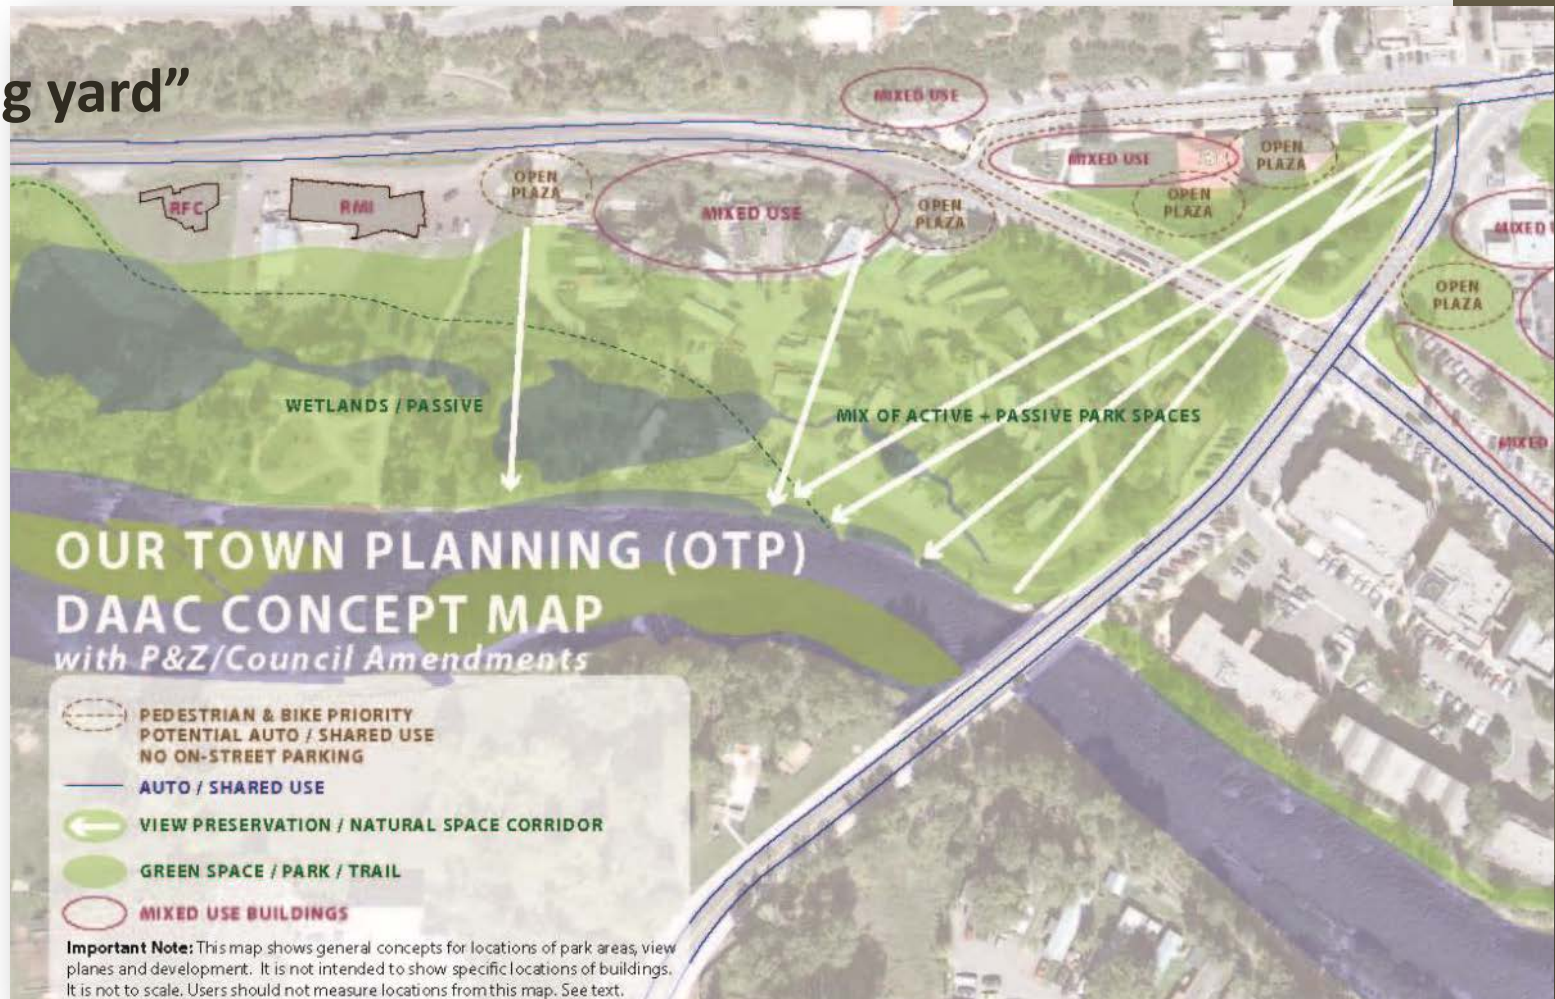 g yard”
MIXED USE
MIXED USE
OPEN
PLAZA
OPEN
PLAZA
RFC
RMI
OPEN
PLAZA
MIXED USE
OPEN
PLAZA
MIXED U
OPEN
PLAZA
WETLANDS / PASSIVE
MIX OF ACTIVE + PASSIVE PARK SPACES
MIXED
OUR TOWN PLANNING (OTP)
DAAC CONCEPT MAP
with P&Z/Council Amendments
PEDESTRIAN & BIKE PRIORITY
POTENTIAL AUTO / SHARED USE
NO ON-STREET PARKING
AUTO / SHARED USE
VIEW PRESERVATION / NATURAL SPACE CORRIDOR
GREEN SPACE / PARK / TRAIL
MIXED USE BUILDINGS
Important Note: This map shows general concepts for locations of park areas, view
planes and development. It is not intended to show specific locations of buildings.
It is not to scale. Users should not measure locations from this map. See text.